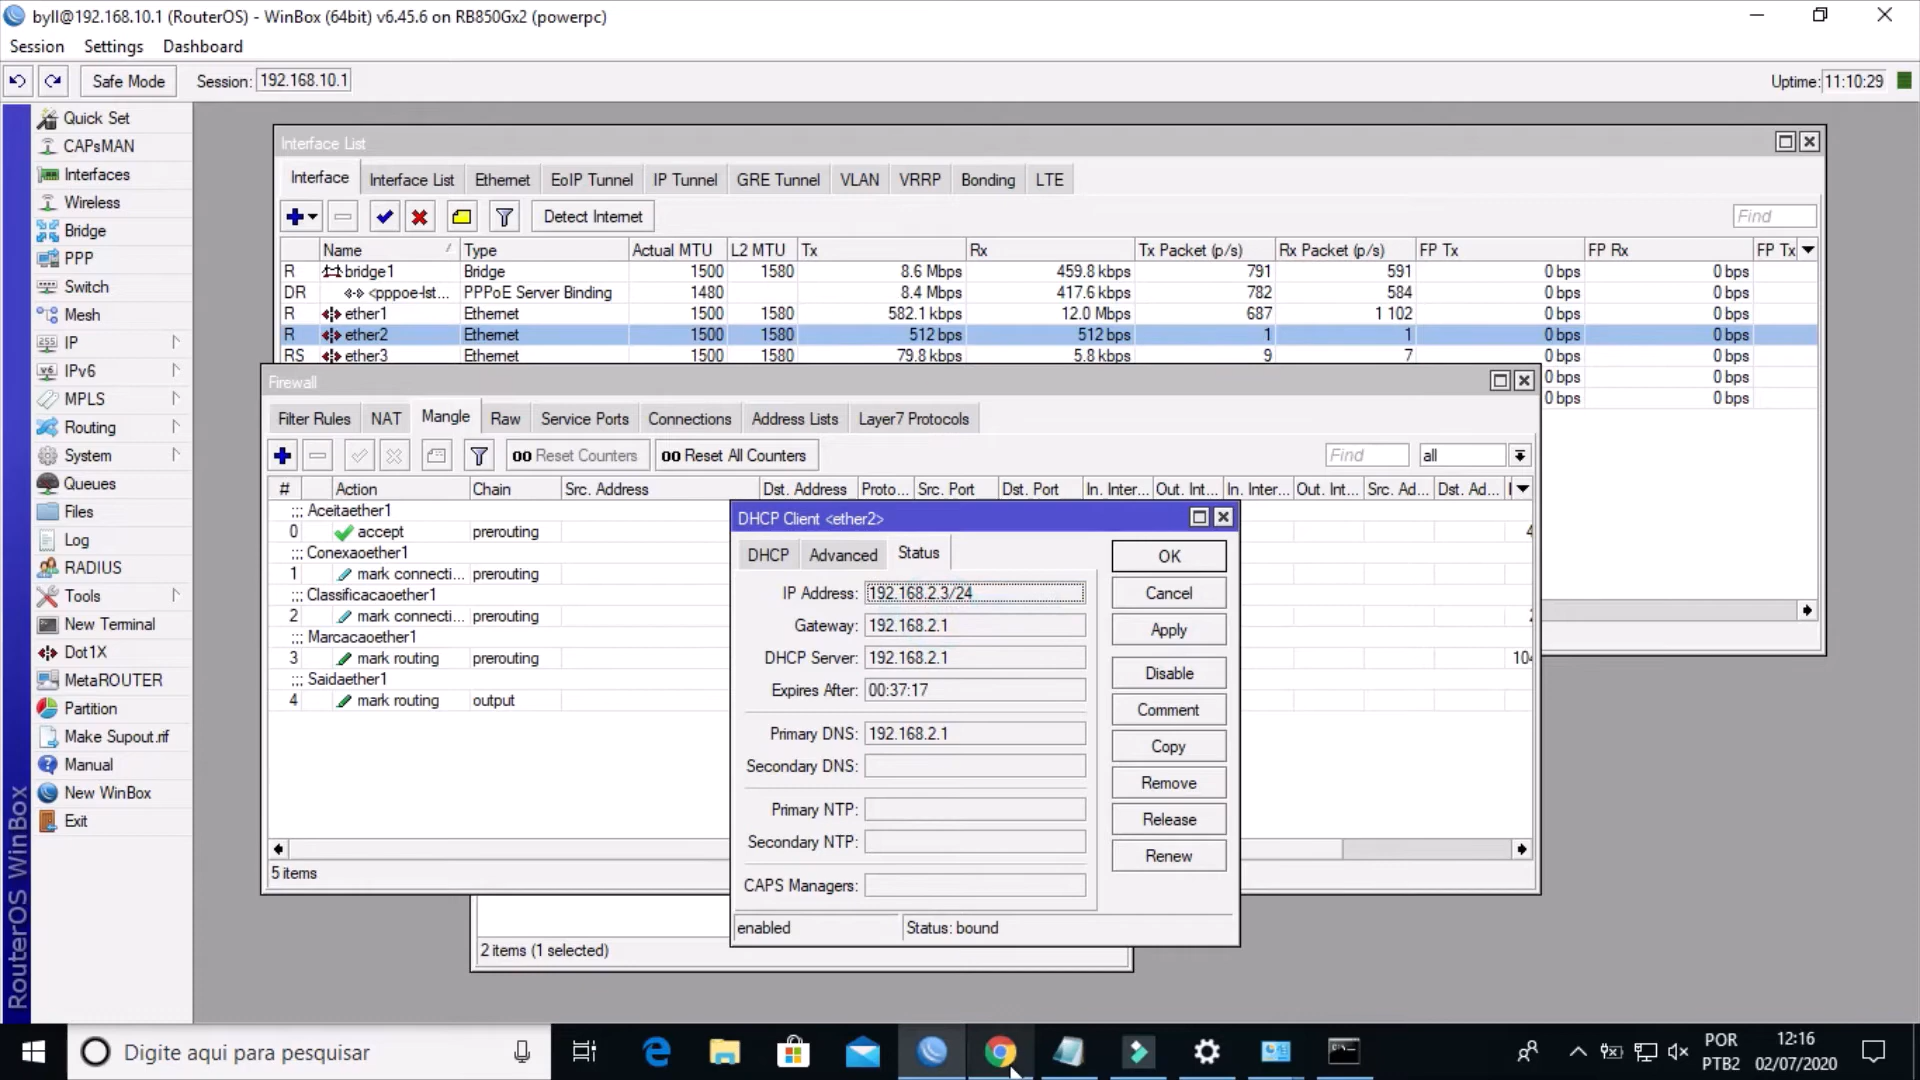 byll@192.168.10.1 (RouterOS) - WinBox (64bit) v6.45.6 on RB850Gx2 (powerpc)
Session Settings Dashboard
Safe Mode Session: 192.168.10.1 Uptime: 11:10:29
Quick Set
CAPsMAN
Interfaces
Wireless
Bridge
PPP
Switch
Mesh
IP
IPv6
MPLS
Routing
System
Queues
Files
Log
RADIUS
Tools
New Terminal
Dot1X
MetaROUTER
Partition
Make Supout.rif
Manual
New WinBox
Exit
RouterOS WinBox
Interface List
Interface Interface List Ethernet EoIP Tunnel IP Tunnel GRE Tunnel VLAN VRRP Bonding LTE
Detect Internet Find
Name Type Actual MTU L2 MTU Tx Rx Tx Packet (p/s) Rx Packet (p/s) FP Tx FP Rx FP Tx
R bridge1 Bridge 1500 1580 8.6 Mbps 459.8 kbps 791 591 0 bps 0 bps
DR <pppoe-lst... PPPoE Server Binding 1480 8.4 Mbps 417.6 kbps 782 584 0 bps 0 bps
R ether1 Ethernet 1500 1580 582.1 kbps 12.0 Mbps 687 1 102 0 bps 0 bps
R ether2 Ethernet 1500 1580 512 bps 512 bps 1 1 0 bps 0 bps
RS ether3 Ethernet 1500 1580 79.8 kbps 5.8 kbps 9 7 0 bps 0 bps
0 bps 0 bps
0 bps 0 bps
Firewall
Filter Rules NAT Mangle Raw Service Ports Connections Address Lists Layer7 Protocols
00 Reset Counters 00 Reset All Counters Find all
# Action Chain Src. Address Dst. Address Proto... Src. Port Dst. Port In. Inter... Out. Int... In. Inter... Out. Int... Src. Ad... Dst. Ad...
;;; Aceitaether1
0 accept prerouting
;;; Conexaoether1
1 mark connecti... prerouting
;;; Classificacaoether1
2 mark connecti... prerouting
;;; Marcacaoether1
3 mark routing prerouting
;;; Saidaether1
4 mark routing output
5 items
2 items (1 selected)
DHCP Client <ether2>
DHCP Advanced Status
IP Address: 192.168.2.3/24
Gateway: 192.168.2.1
DHCP Server: 192.168.2.1
Expires After: 00:37:17
Primary DNS: 192.168.2.1
Secondary DNS:
Primary NTP:
Secondary NTP:
CAPS Managers:
OK
Cancel
Apply
Disable
Comment
Copy
Remove
Release
Renew
enabled Status: bound
Digite aqui para pesquisar
POR
PTB2
12:16
02/07/2020